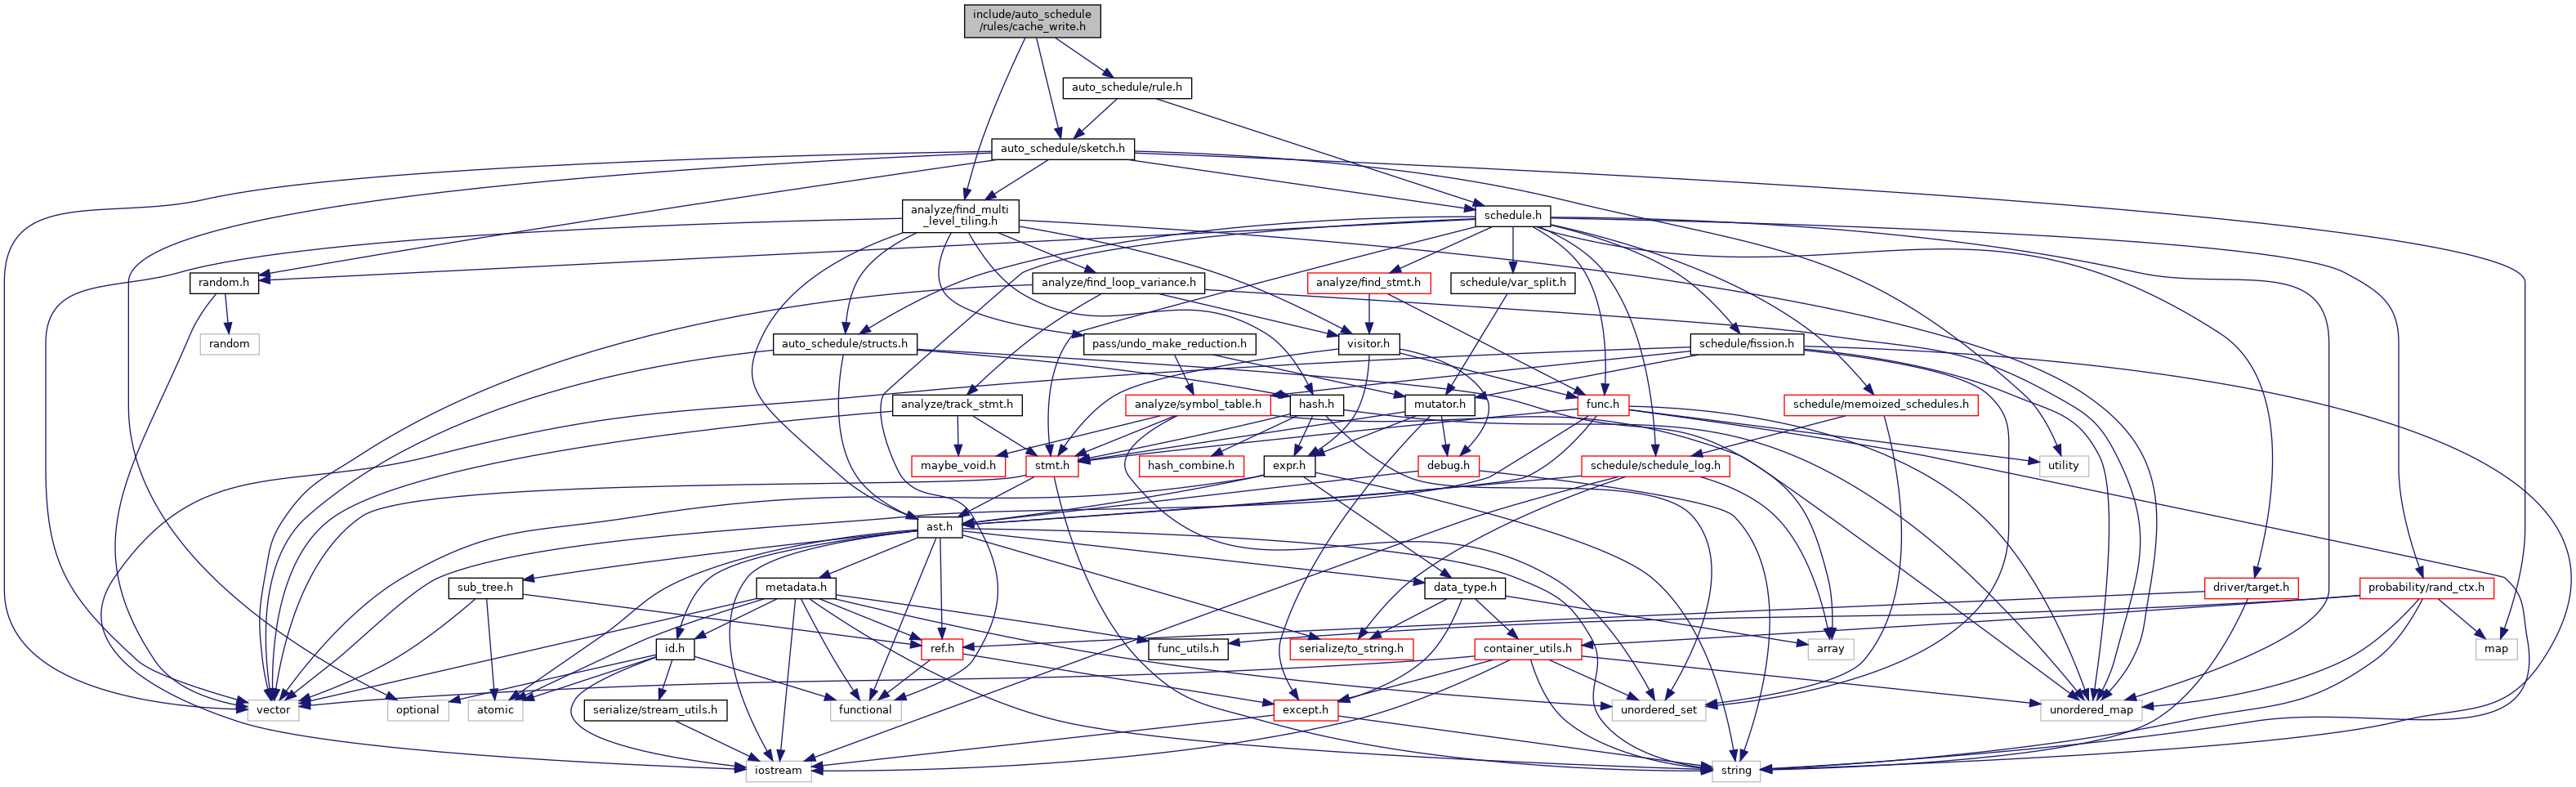 include/auto_schedule
/rules/cache_write.h
auto_schedule/rule.h
auto_schedule/sketch.h
analyze/find_multi
_level_tiling.h
schedule.h
random.h
analyze/find_loop_variance.h
analyze/find_stmt.h
schedule/var_split.h
random
auto_schedule/structs.h
pass/undo_make_reduction.h
visitor.h
schedule/fission.h
analyze/track_stmt.h
analyze/symbol_table.h
hash.h
mutator.h
func.h
schedule/memoized_schedules.h
maybe_void.h
stmt.h
hash_combine.h
expr.h
debug.h
schedule/schedule_log.h
utility
ast.h
sub_tree.h
metadata.h
data_type.h
driver/target.h
probability/rand_ctx.h
id.h
ref.h
func_utils.h
serialize/to_string.h
container_utils.h
array
map
vector
optional
atomic
serialize/stream_utils.h
functional
except.h
unordered_set
unordered_map
iostream
string